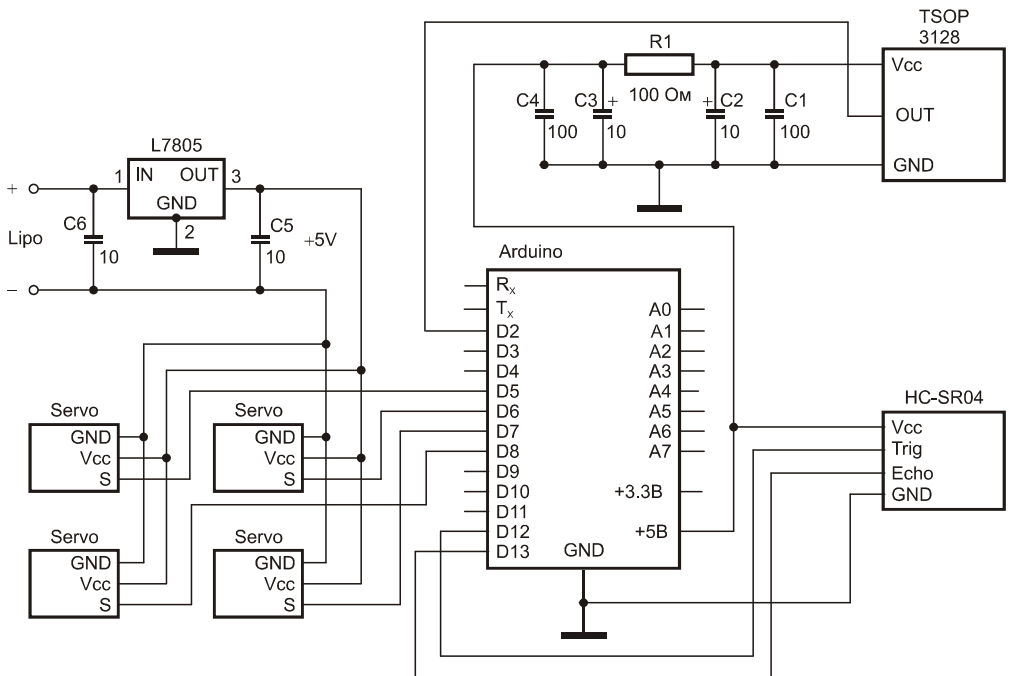 TSOP
3128
Vcc
OUT
GND
R1
100 Ом
C4
100
C3
+
10
+
C2
10
C1
100
L7805
1
IN
OUT
3
GND
2
+
Lipo
–
C6
10
C5
10
+5V
Arduino
Rx
Tx
D2
D3
D4
D5
D6
D7
D8
D9
D10
D11
D12
D13
A0
A1
A2
A3
A4
A5
A6
A7
+3.3В
+5В
GND
HC-SR04
Vcc
Trig
Echo
GND
Servo
GND
Vcc
S
Servo
GND
Vcc
S
Servo
GND
Vcc
S
Servo
GND
Vcc
S